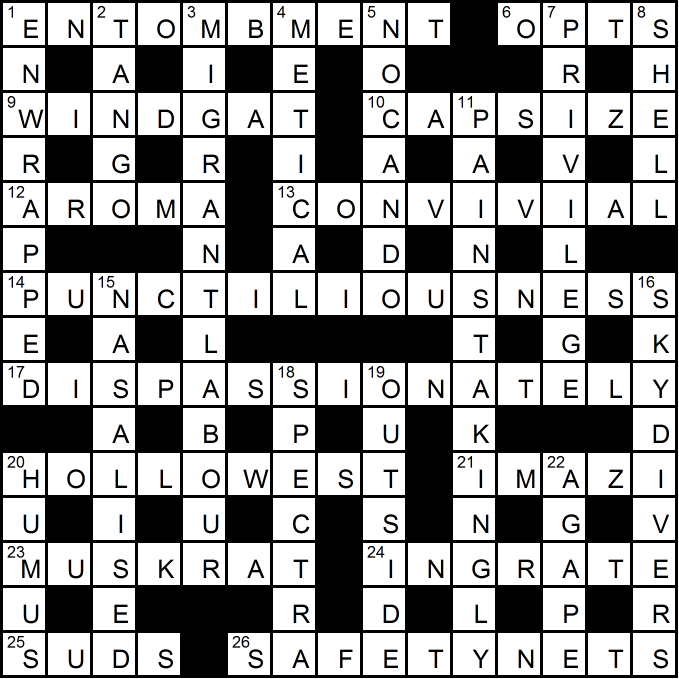 1 2 3 4 5 6 7 8
E N T O M B M E N T O P T S
N A I E O R H
9 10 11
W I N D G A T C A P S I Z E
R G R I A A V L
12 13
A R O M A C O N V I V I A L
P N A D N L
14 15 16
P U N C T I L I O U S N E S S
E A L T G K
17 18 19
D I S P A S S I O N A T E L Y
A B P U K D
20 21 22
H O L L O W E S T I M A Z I
U I U C S N G V
23 24
M U S K R A T I N G R A T E
U E R D L P R
25 26
S U D S S A F E T Y N E T S